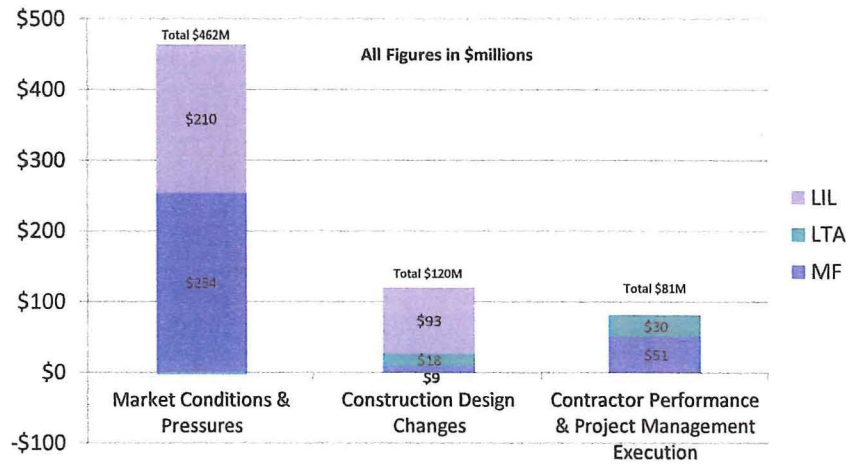 $500
Total $462M
All Figures in $millions
$400
$210
$300
LIL
LTA
MF
$200
$254
Total $120M
Total $81M
$100
$93
$30
$18
$51
$0
$9
Market Conditions &
Pressures
Construction Design
Changes
Contractor Performance
& Project Management
Execution
-$100